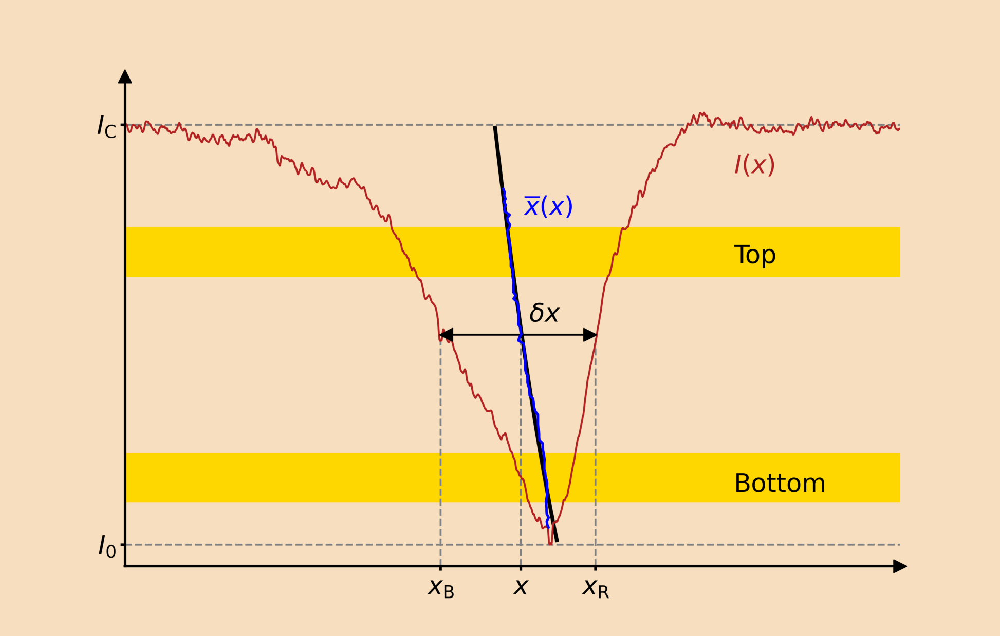 I_C
I(x)
x̅(x)
Top
δx
Bottom
I_0
x_B x x_R